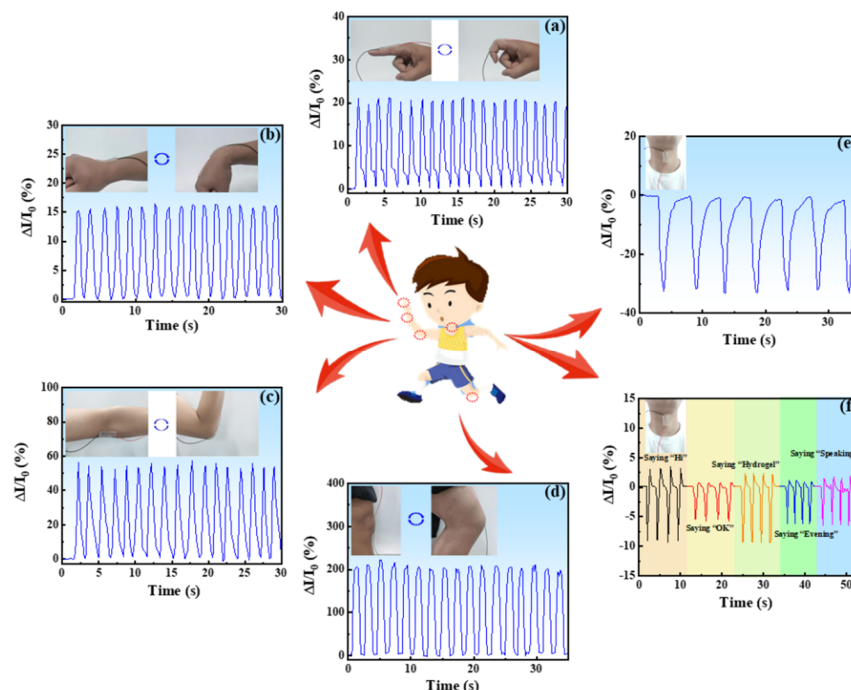 (a)
ΔI/I₀ (%)
40
30
20
10
0
0 5 10 15 20 25 30
Time (s)
(b)
ΔI/I₀ (%)
30
25
20
15
10
5
0
0 10 20 30
Time (s)
(e)
ΔI/I₀ (%)
20
0
-20
-30
-40
0 10 20 30
Time (s)
(c)
ΔI/I₀ (%)
100
80
60
40
20
0
0 5 10 15 20 25 30
Time (s)
(d)
ΔI/I₀ (%)
400
300
200
100
0
0 10 20 30
Time (s)
(f
ΔI/I₀ (%)
15
10
5
0
-5
-10
-15
Saying “Hi”
Saying “OK”
Saying “Hydrogel”
Saying “Evening”
Saying “Speaking
0 10 20 30 40 50
Time (s)